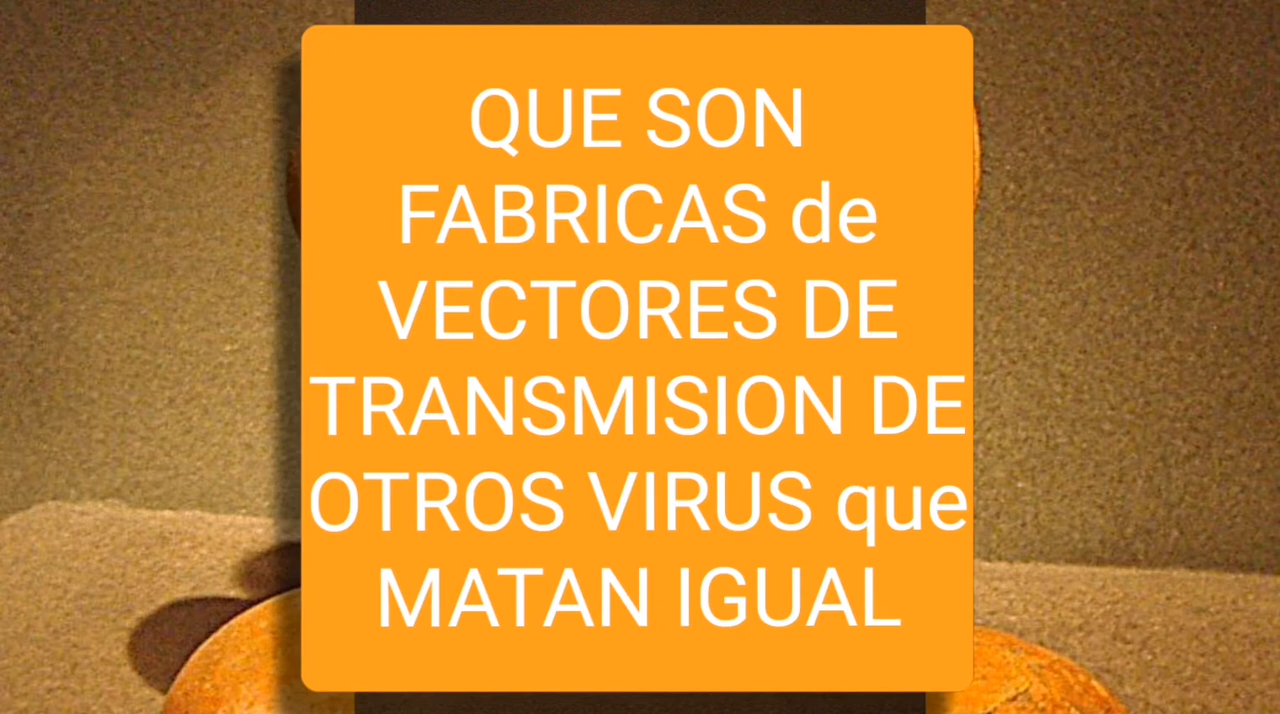 QUE SON
FABRICAS de
VECTORES DE
TRANSMISION DE
OTROS VIRUS que
MATAN IGUAL